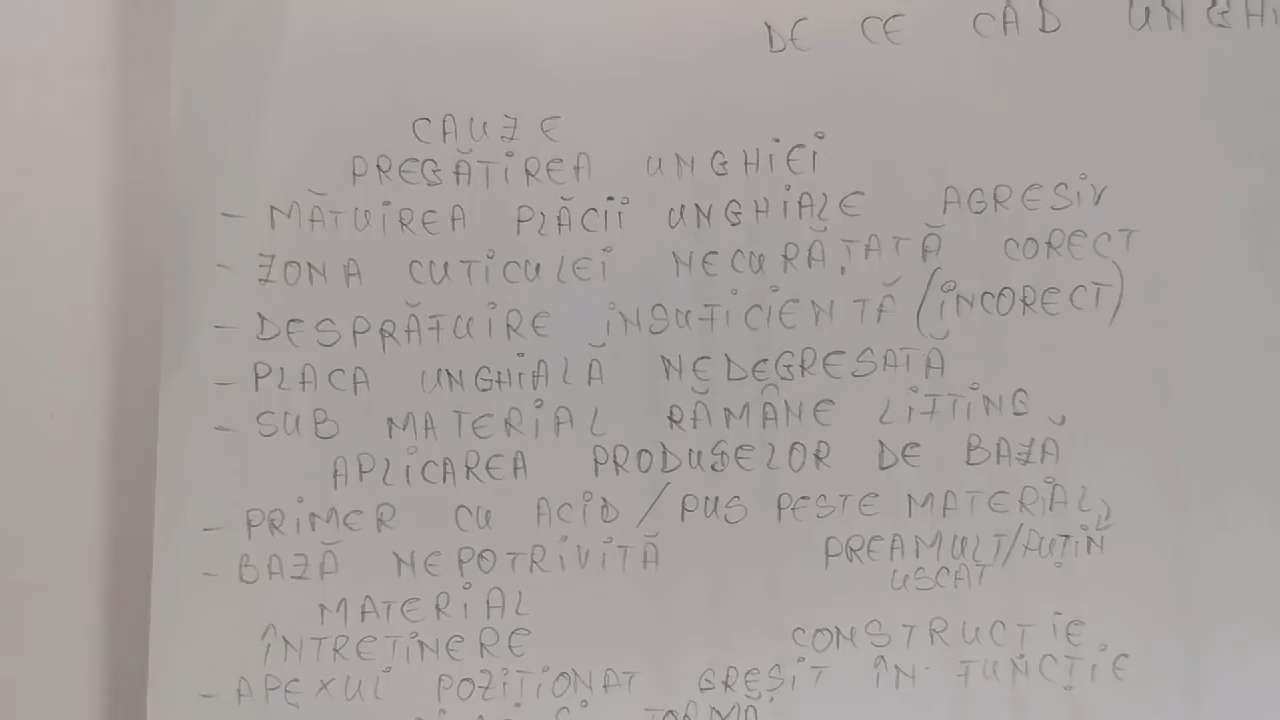 DE CE CAD UNGHI
CAUZE
PREGĂTIREA UNGHIEI
- MĂTUIREA PLĂCII UNGHIALE AGRESIV
- ZONA CUTICULEI NECURĂȚATĂ CORECT
- DESPRĂFUIRE INSUFICIENTĂ (INCORECT)
- PLACA UNGHIALĂ NEDEGRESATĂ
- SUB MATERIAL RĂMÂNE LIFTING
APLICAREA PRODUSELOR DE BAZĂ
- PRIMER CU ACID / PUS PESTE MATERIAL,
- BAZĂ NEPOTRIVITĂ PREAMULT/PUȚIN
USCAT
MATERIAL
ÎNTREȚINERE CONSTRUCTIE
- APEXUL POZIȚIONAT GREȘIT ÎN FUNCȚIE
FORMĂ